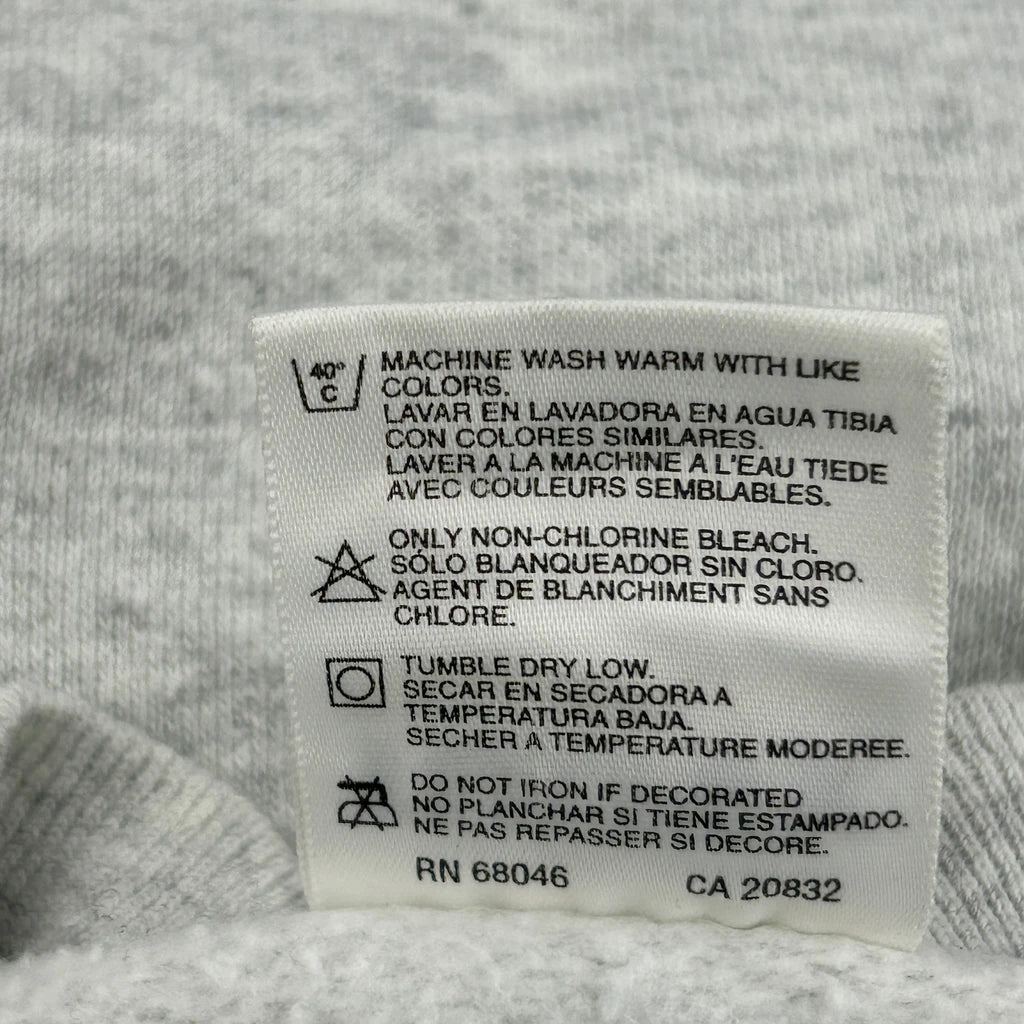 40°
C
MACHINE WASH WARM WITH LIKE
COLORS.
LAVAR EN LAVADORA EN AGUA TIBIA
CON COLORES SIMILARES.
LAVER A LA MACHINE A L'EAU TIEDE
AVEC COULEURS SEMBLABLES.
ONLY NON-CHLORINE BLEACH.
SÓLO BLANQUEADOR SIN CLORO.
AGENT DE BLANCHIMENT SANS
CHLORE.
TUMBLE DRY LOW.
SECAR EN SECADORA A
TEMPERATURA BAJA.
SECHER A TEMPERATURE MODEREE.
DO NOT IRON IF DECORATED
NO PLANCHAR SI TIENE ESTAMPADO.
NE PAS REPASSER SI DECORE.
RN 68046 CA 20832